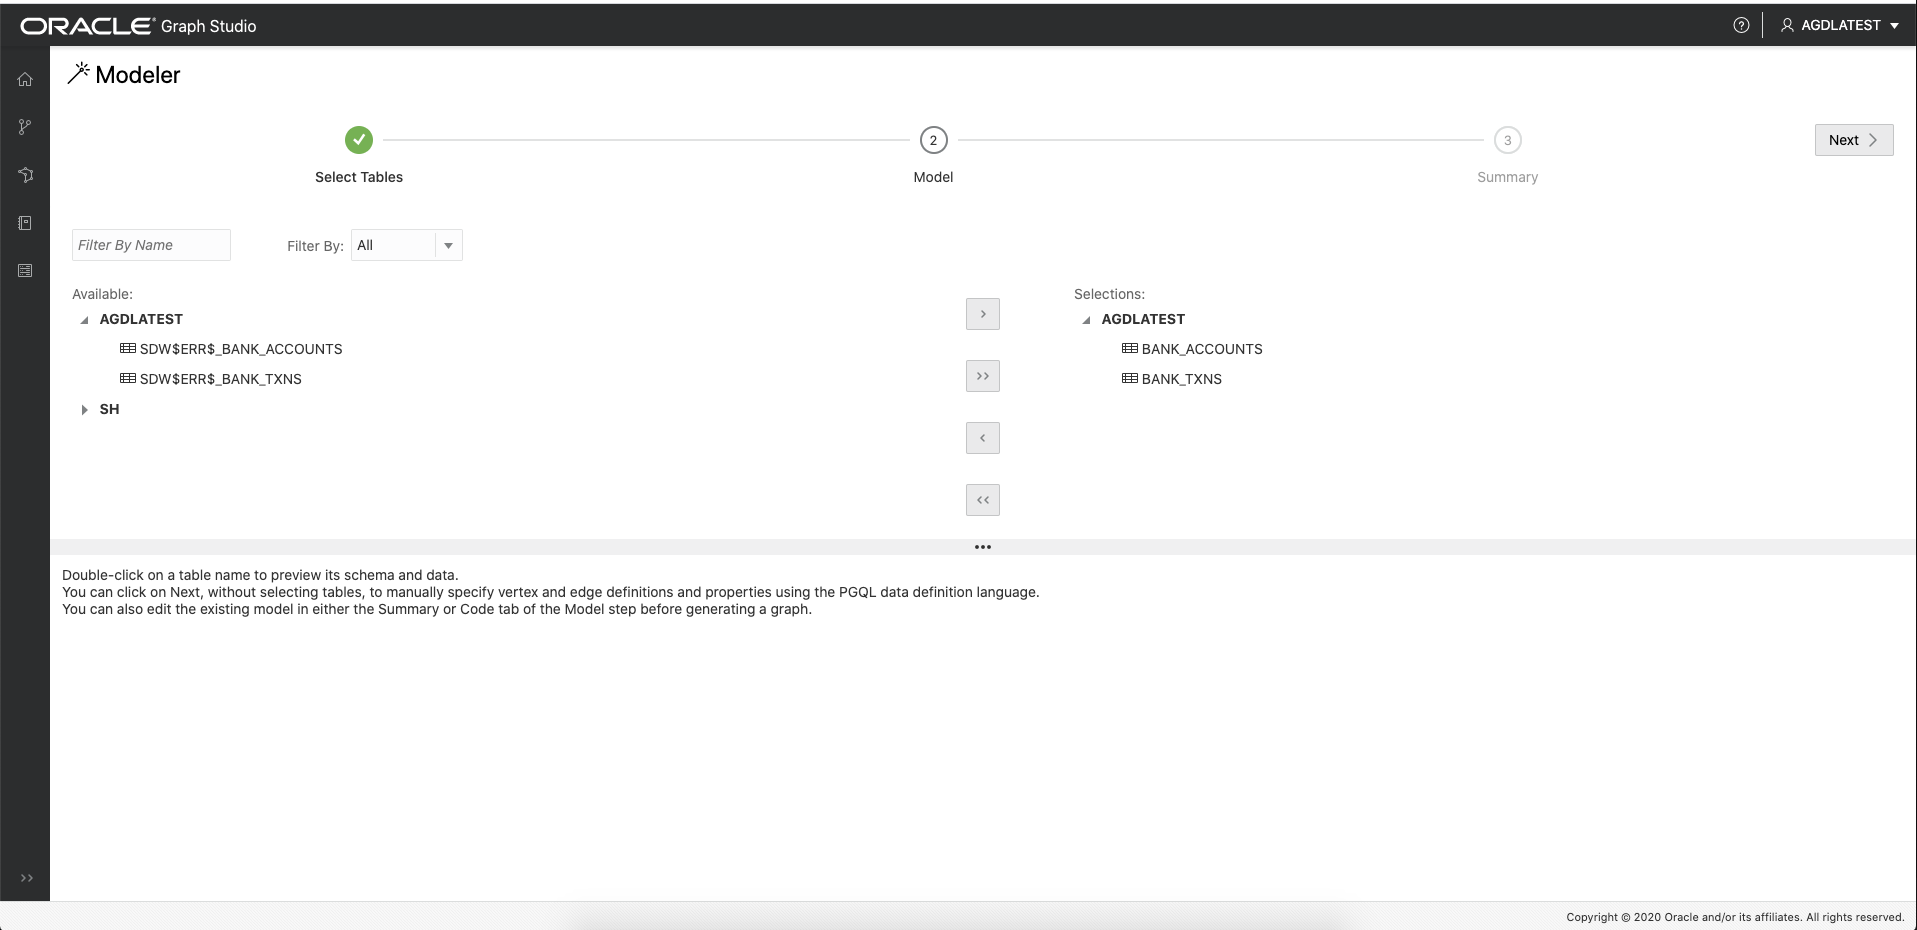 ORACLE® Graph Studio
AGDLATEST
Modeler
2
3
Next
Select Tables
Model
Summary
Filter By Name
Filter By:
All
Available:
AGDLATEST
SDW$ERR$_BANK_ACCOUNTS
SDW$ERR$_BANK_TXNS
SH
>
>>
<
<<
Selections:
AGDLATEST
BANK_ACCOUNTS
BANK_TXNS
Double-click on a table name to preview its schema and data.
You can click on Next, without selecting tables, to manually specify vertex and edge definitions and properties using the PGQL data definition language.
You can also edit the existing model in either the Summary or Code tab of the Model step before generating a graph.
Copyright © 2020 Oracle and/or its affiliates. All rights reserved.